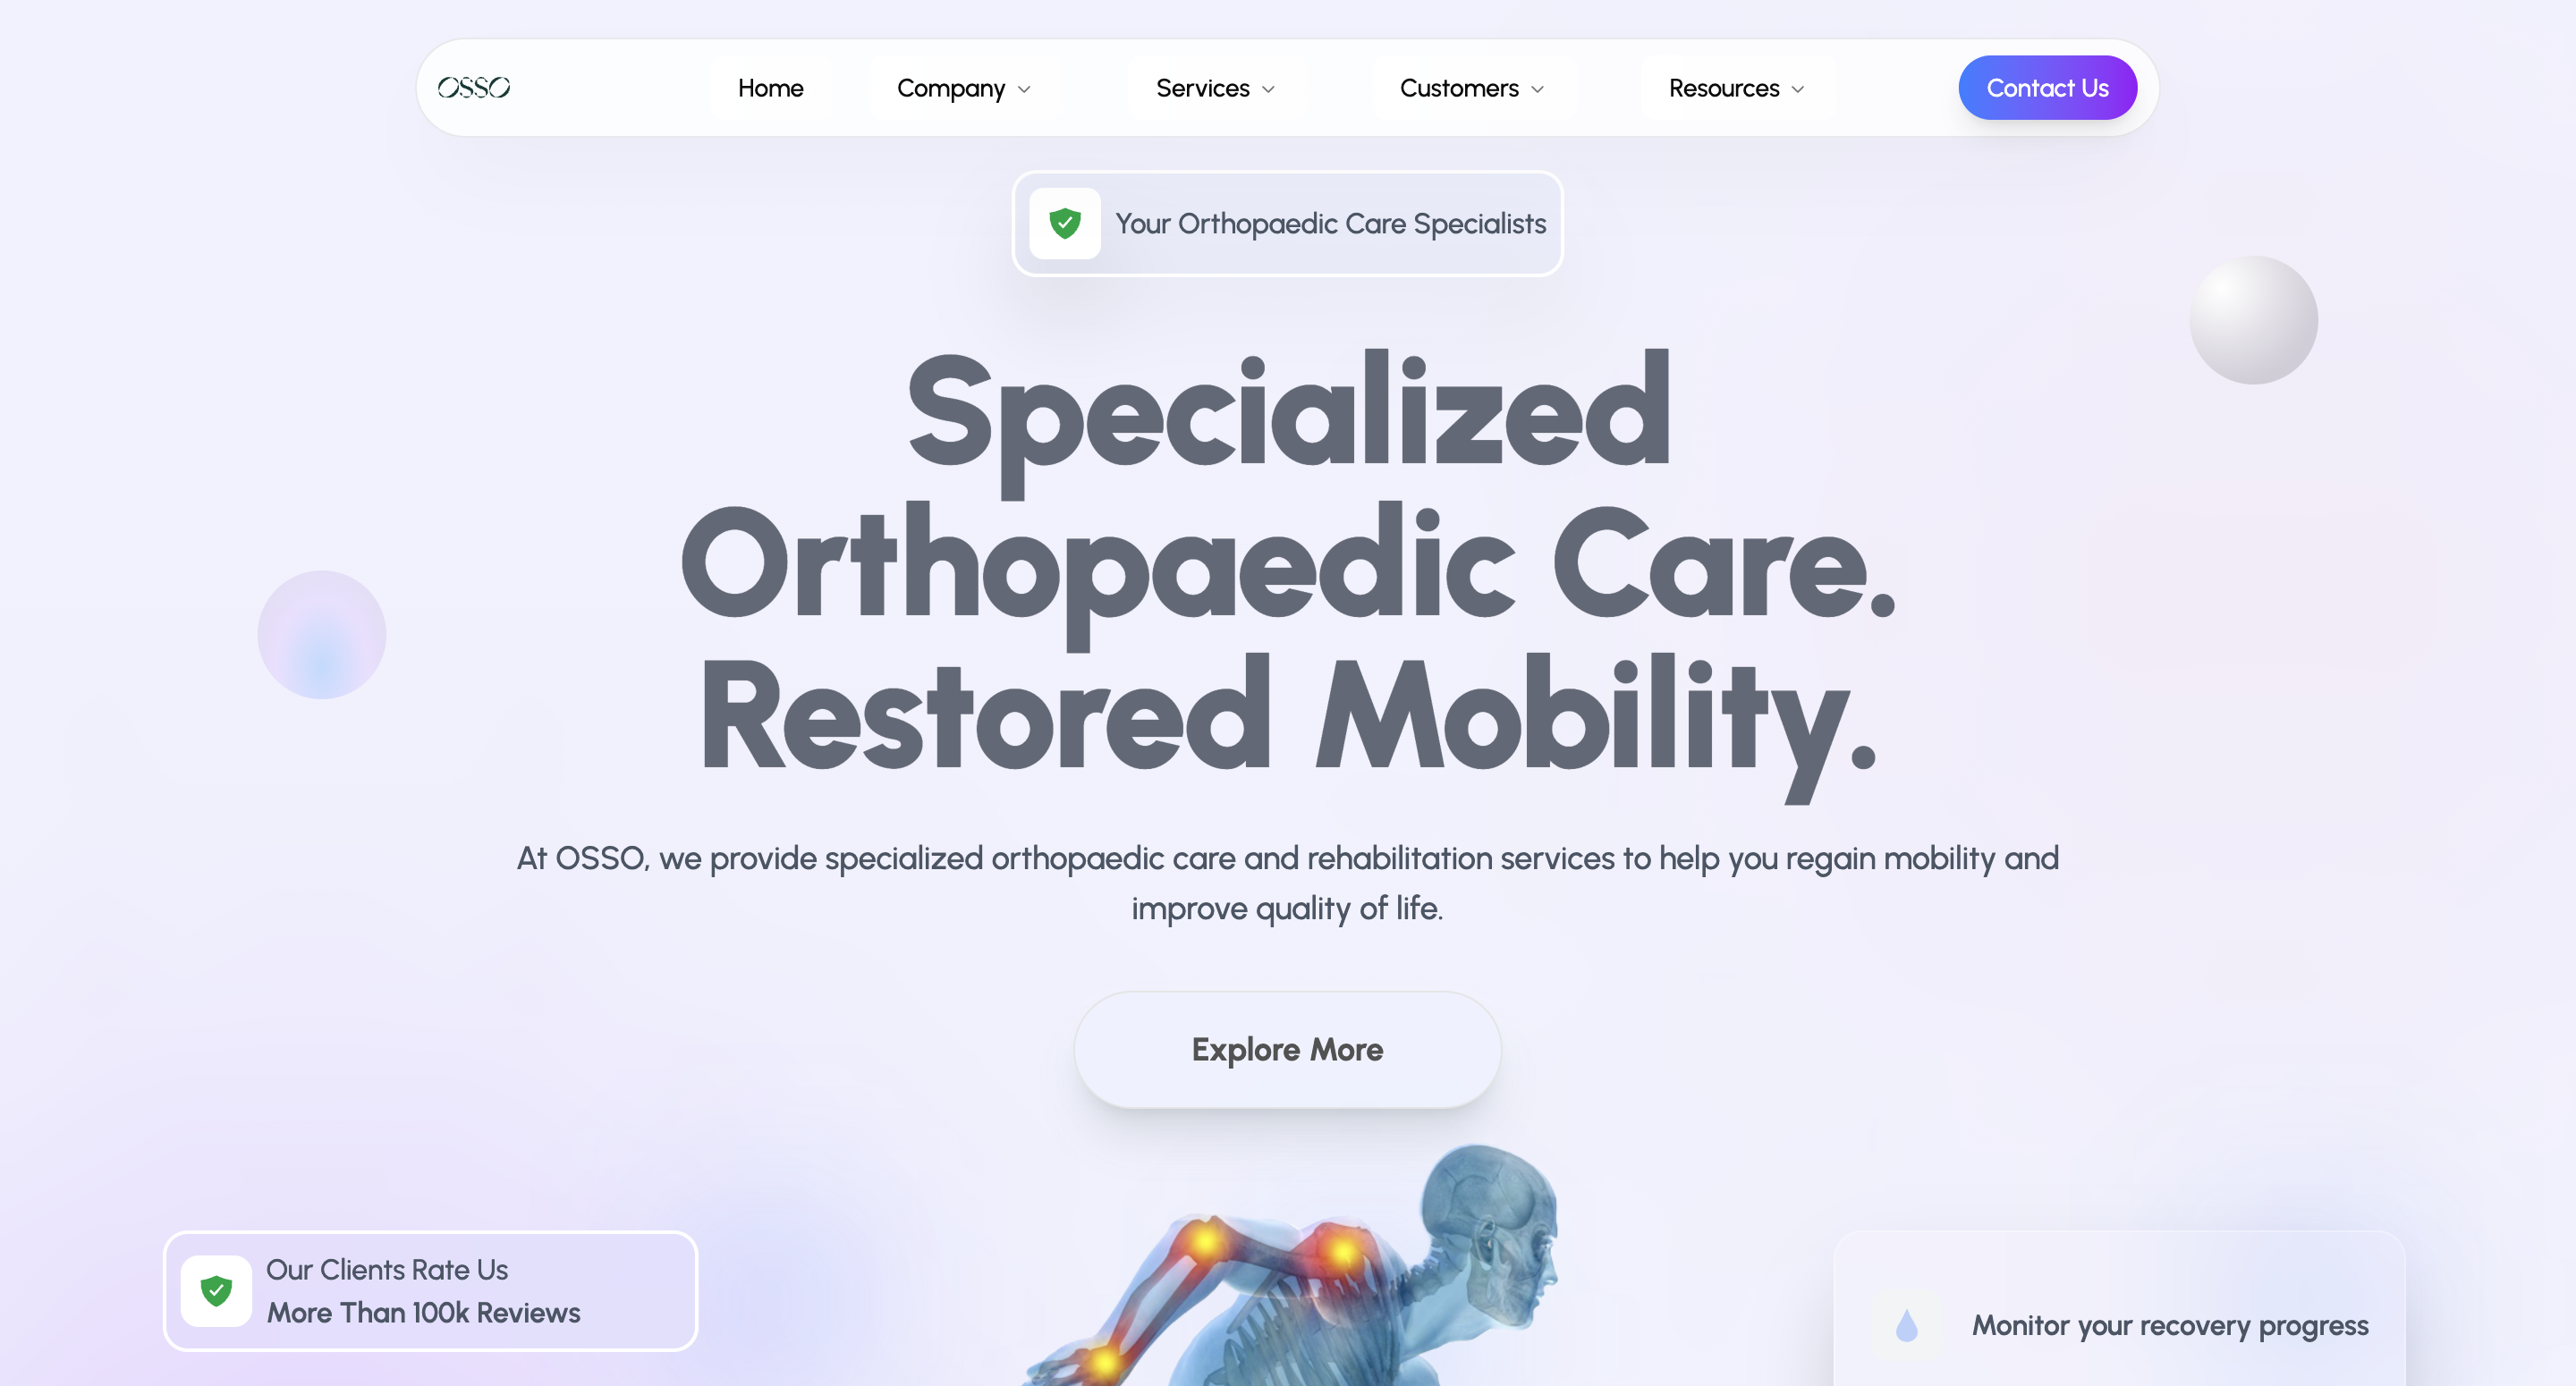 OSSO
Home
Company
Services
Customers
Resources
Contact Us
Your Orthopaedic Care Specialists
Specialized
Orthopaedic Care.
Restored Mobility.
At OSSO, we provide specialized orthopaedic care and rehabilitation services to help you regain mobility and
improve quality of life.
Explore More
Our Clients Rate Us
More Than 100k Reviews
Monitor your recovery progress